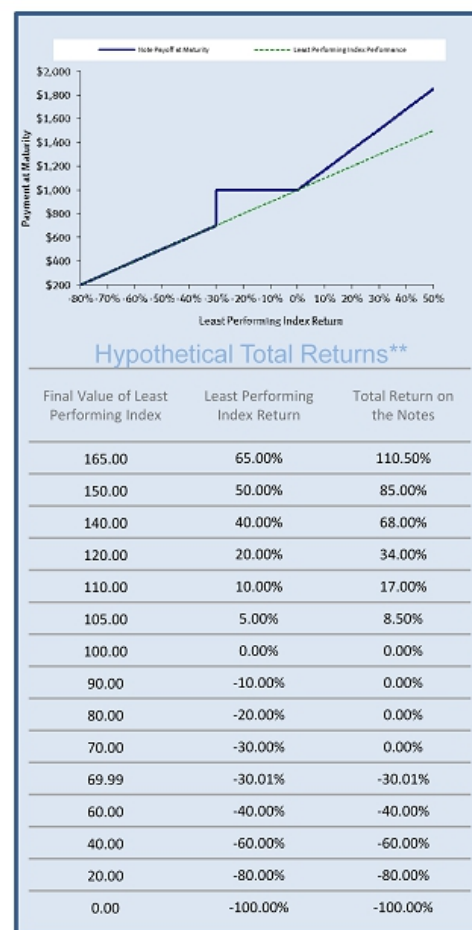 Note Payoff at Maturity Least Performing Index Performance
$2,000
$1,800
$1,600
$1,400
$1,200
$1,000
$800
$600
$400
$200
Payment at Maturity
-80% -70% -60% -50% -40% -30% -20% -10% 0% 10% 20% 30% 40% 50%
Least Performing Index Return
Hypothetical Total Returns**
Final Value of Least Least Performing Total Return on
Performing Index Index Return the Notes
165.00 65.00% 110.50%
150.00 50.00% 85.00%
140.00 40.00% 68.00%
120.00 20.00% 34.00%
110.00 10.00% 17.00%
105.00 5.00% 8.50%
100.00 0.00% 0.00%
90.00 -10.00% 0.00%
80.00 -20.00% 0.00%
70.00 -30.00% 0.00%
69.99 -30.01% -30.01%
60.00 -40.00% -40.00%
40.00 -60.00% -60.00%
20.00 -80.00% -80.00%
0.00 -100.00% -100.00%